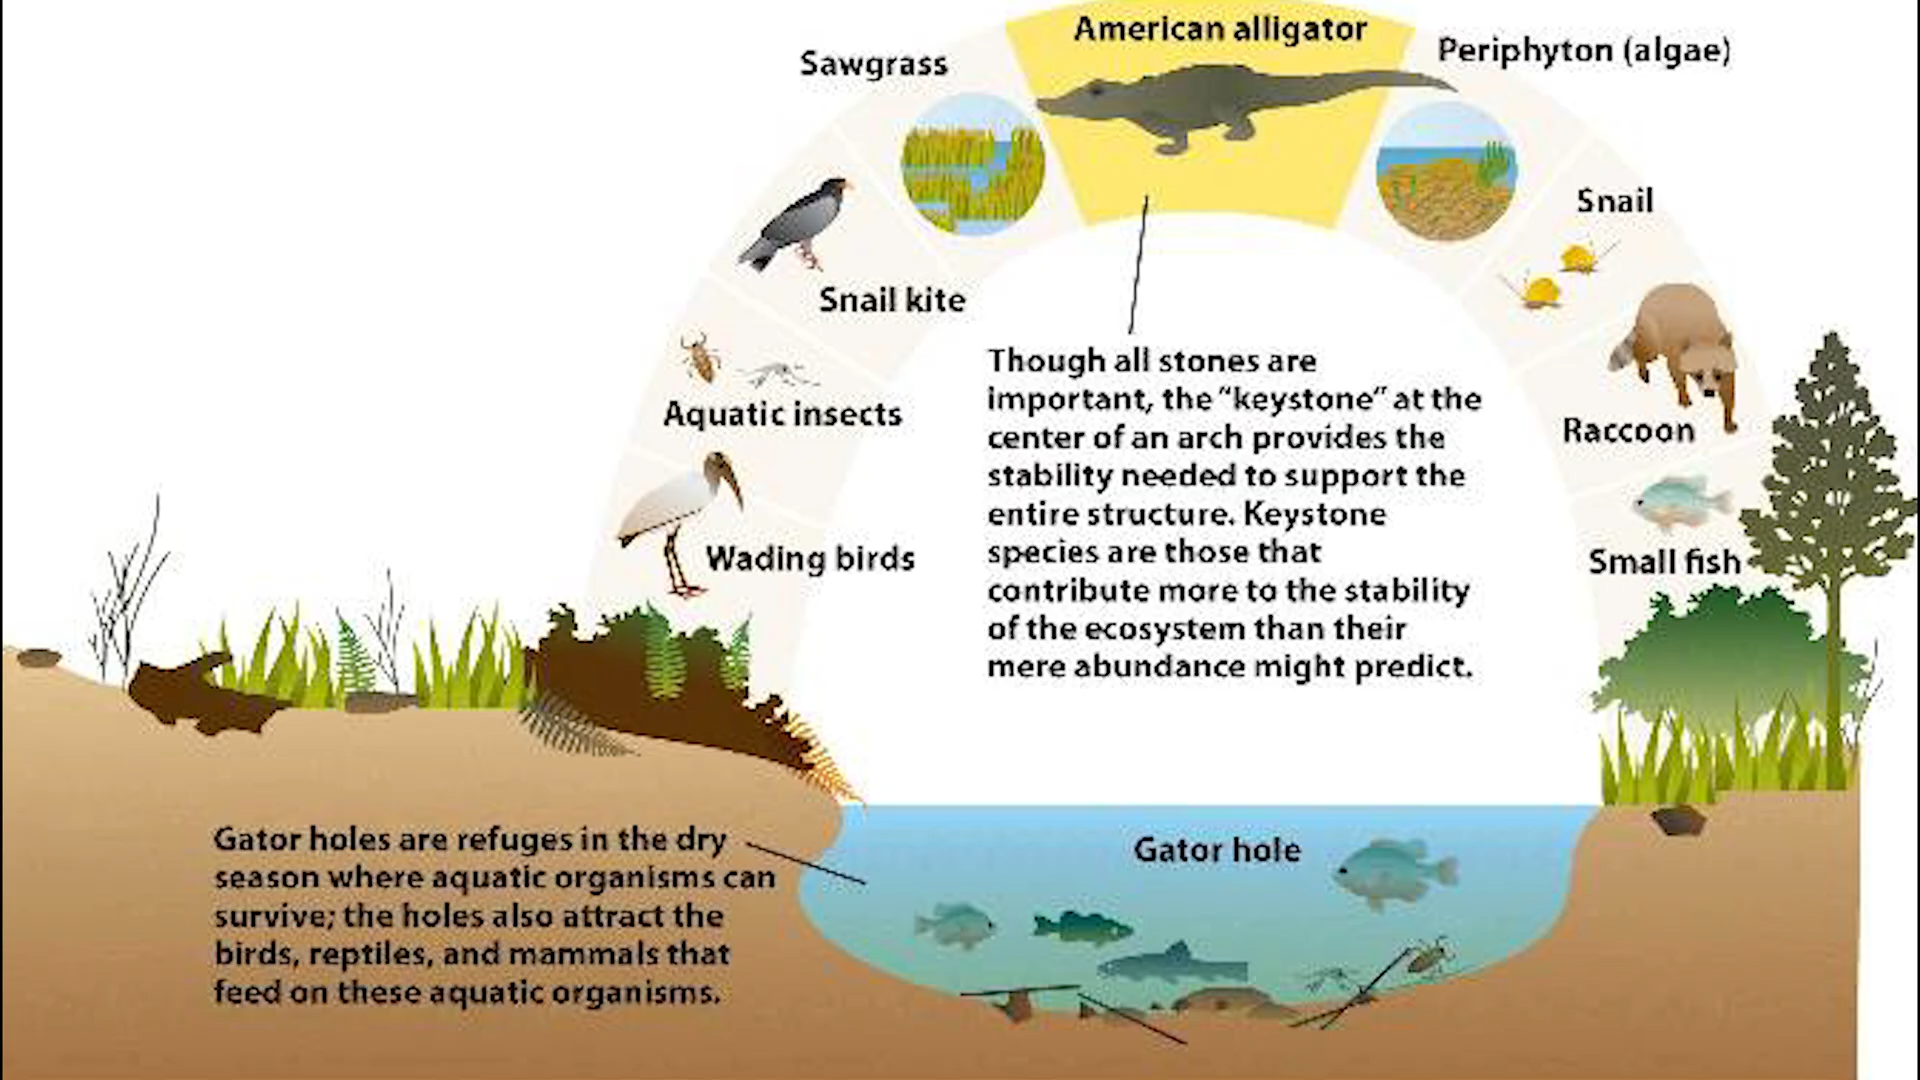 American alligator
Sawgrass
Periphyton (algae)
Snail
Snail kite
Aquatic insects
Raccoon
Wading birds
Small fish
Though all stones are
important, the “keystone” at the
center of an arch provides the
stability needed to support the
entire structure. Keystone
species are those that
contribute more to the stability
of the ecosystem than their
mere abundance might predict.
Gator holes are refuges in the dry
season where aquatic organisms can
survive; the holes also attract the
birds, reptiles, and mammals that
feed on these aquatic organisms.
Gator hole